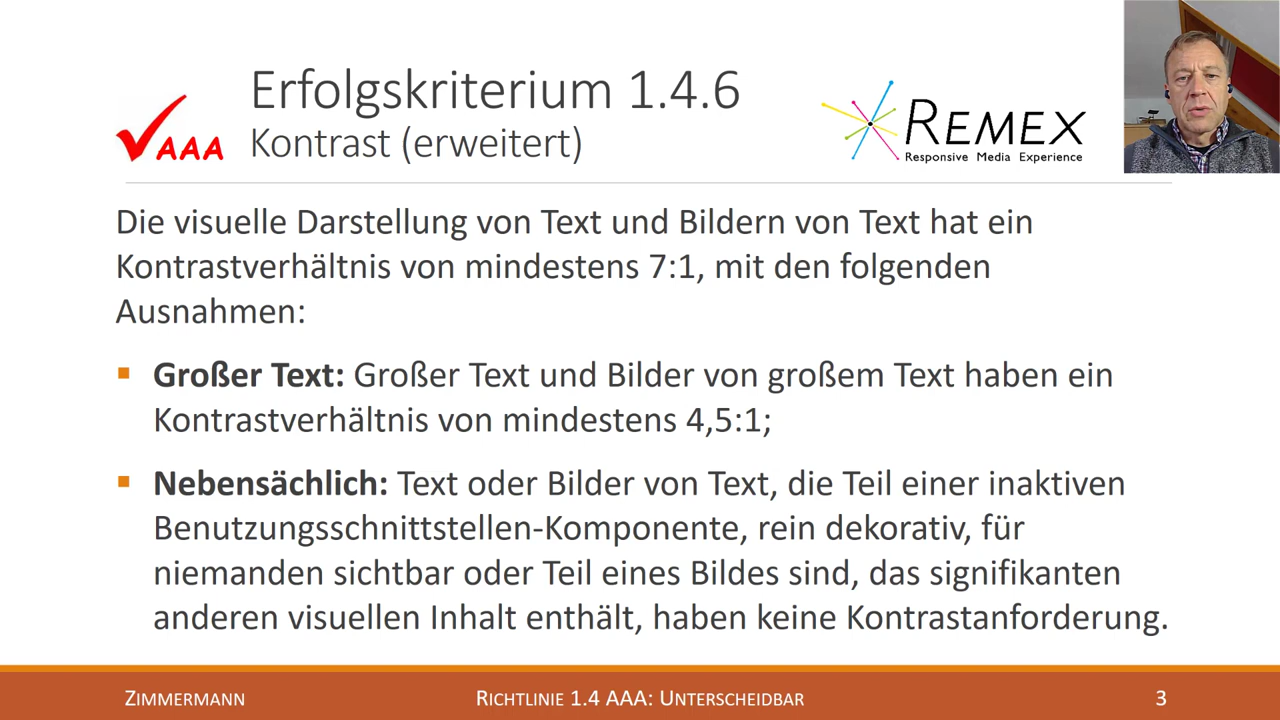 Erfolgskriterium 1.4.6
Kontrast (erweitert)
AAA
REMEX
Responsive Media Experience
Die visuelle Darstellung von Text und Bildern von Text hat ein
Kontrastverhältnis von mindestens 7:1, mit den folgenden
Ausnahmen:
Großer Text: Großer Text und Bilder von großem Text haben ein
Kontrastverhältnis von mindestens 4,5:1;
Nebensächlich: Text oder Bilder von Text, die Teil einer inaktiven
Benutzungsschnittstellen-Komponente, rein dekorativ, für
niemanden sichtbar oder Teil eines Bildes sind, das signifikanten
anderen visuellen Inhalt enthält, haben keine Kontrastanforderung.
ZIMMERMANN
RICHTLINIE 1.4 AAA: UNTERSCHEIDBAR
3